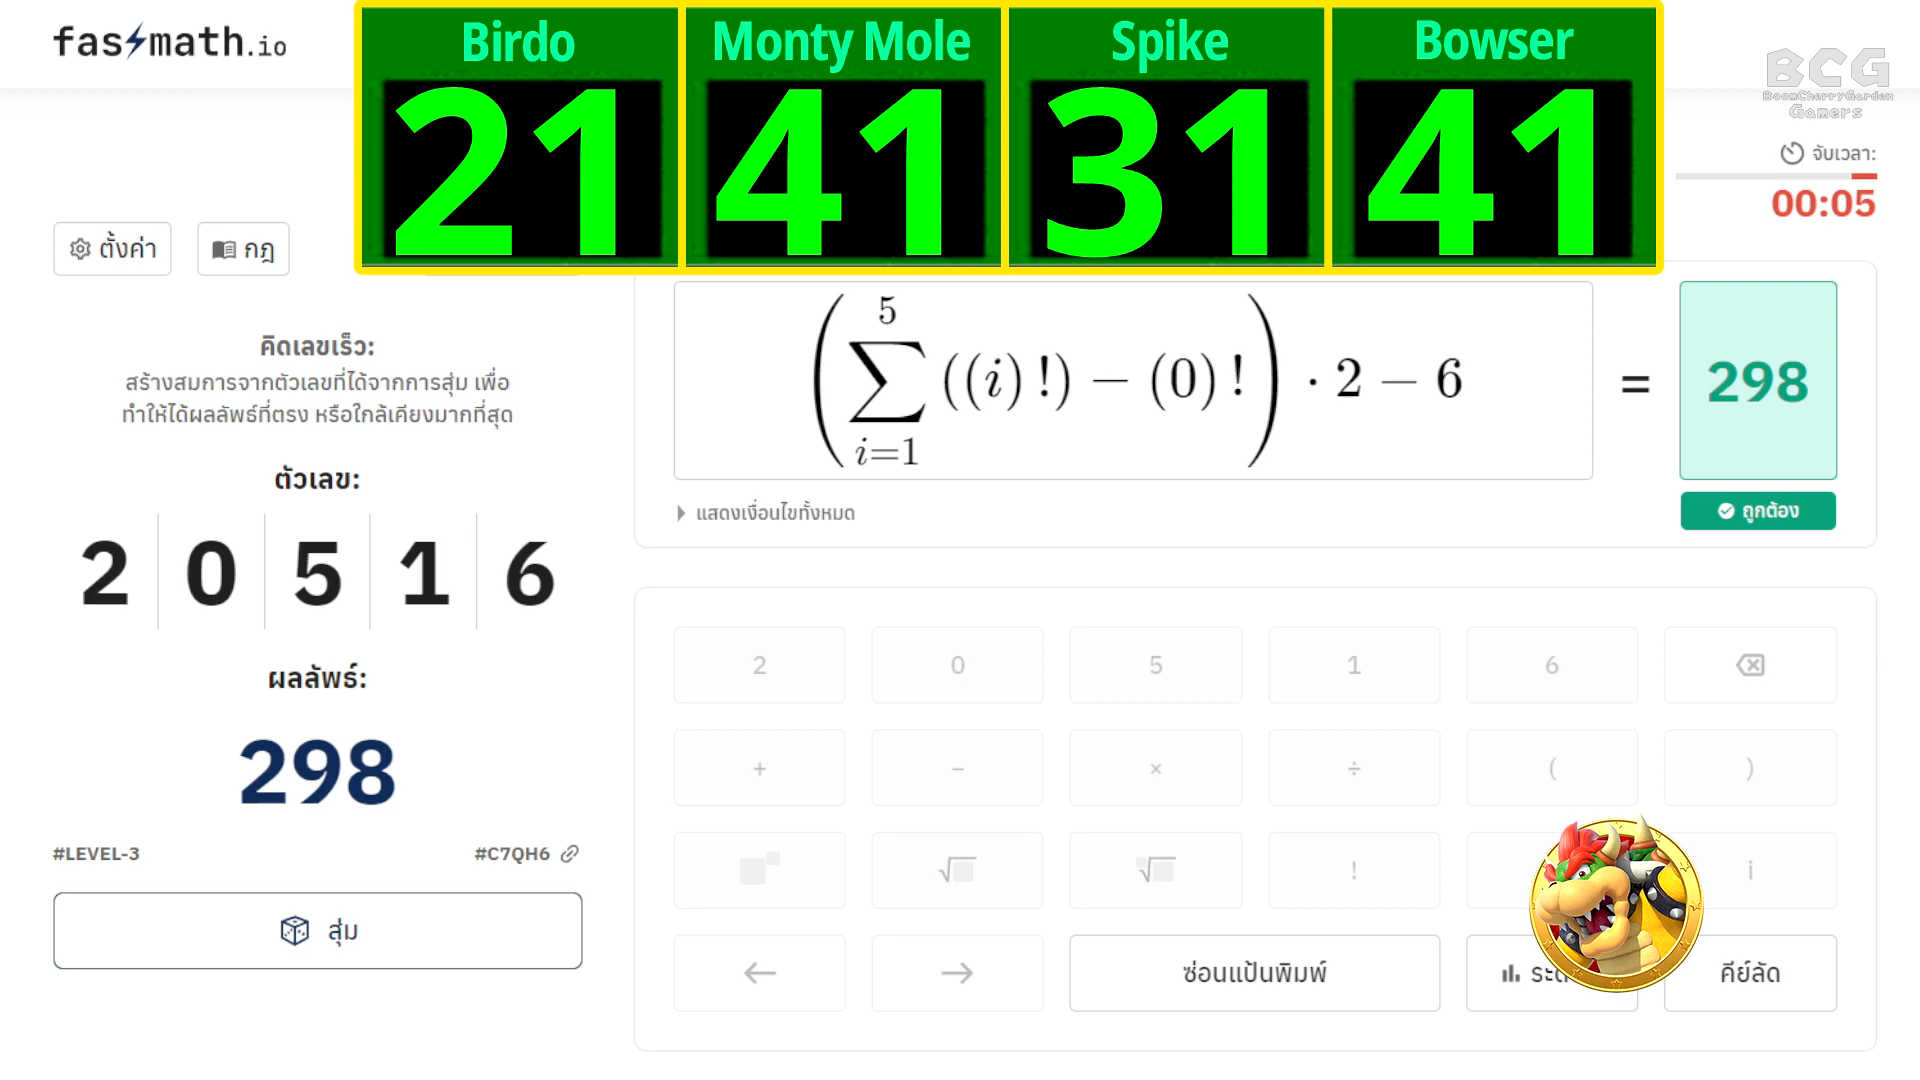 fas⚡math.io
Birdo
Monty Mole
Spike
Bowser
21
41
31
41
BCG
BoomCherryGarden
Gamers
จับเวลา:
00:05
ตั้งค่า
กฎ
คิดเลขเร็ว:
สร้างสมการจากตัวเลขที่ได้จากการสุ่ม เพื่อ
ทำให้ได้ผลลัพธ์ที่ตรง หรือใกล้เคียงมากที่สุด
ตัวเลข:
2 0 5 1 6
ผลลัพธ์:
298
#LEVEL-3
#C7QH6
สุ่ม
(∑_{i=1}^{5} ((i)!) − (0)!) · 2 − 6 = 298
แสดงเงื่อนไขทั้งหมด
ถูกต้อง
2 0 5 1 6
+ − × ÷ ( )
√ √ ! i
← →
ซ่อนแป้นพิมพ์
คีย์ลัด